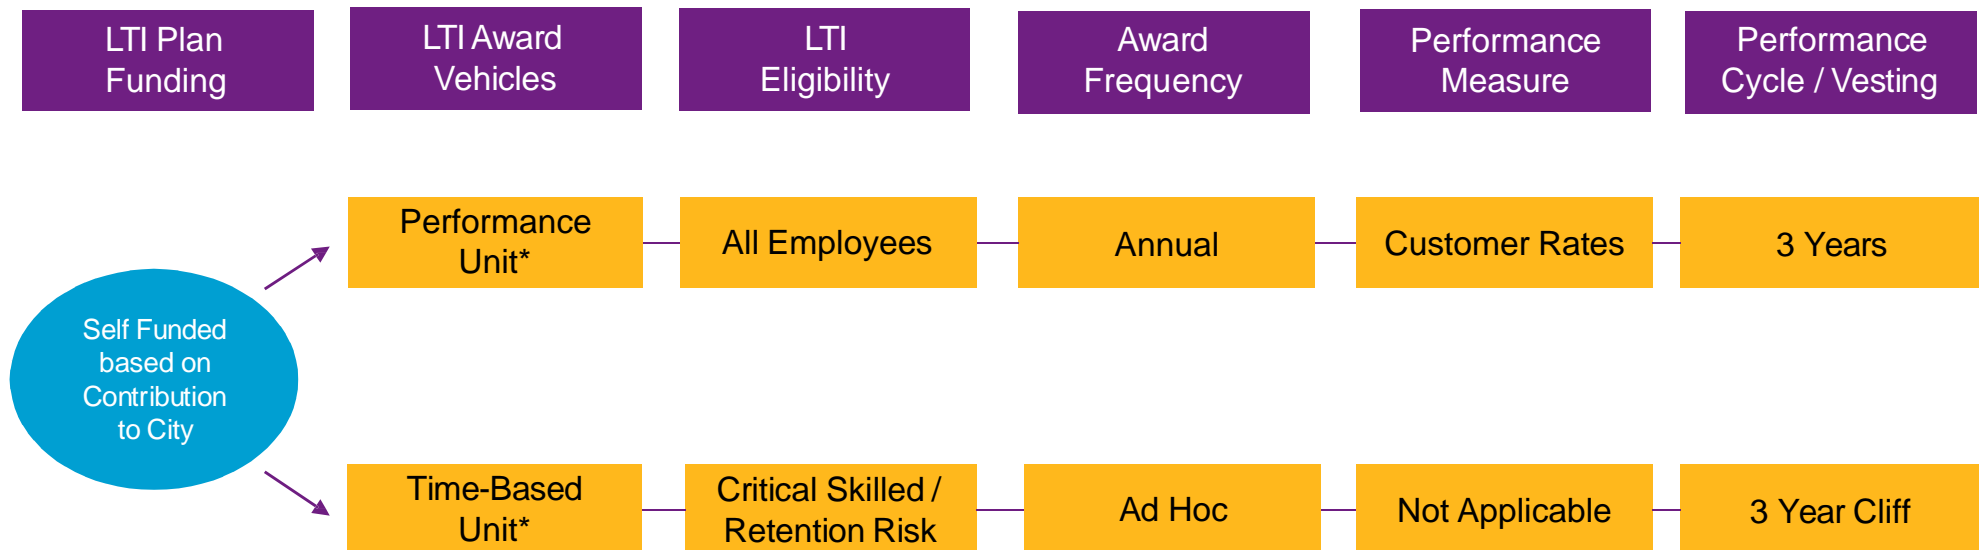 LTI Plan
Funding
LTI Award
Vehicles
LTI
Eligibility
Award
Frequency
Performance
Measure
Performance
Cycle / Vesting
Self Funded
based on
Contribution
to City
Performance
Unit*
All Employees
Annual
Customer Rates
3 Years
Time-Based
Unit*
Critical Skilled /
Retention Risk
Ad Hoc
Not Applicable
3 Year Cliff